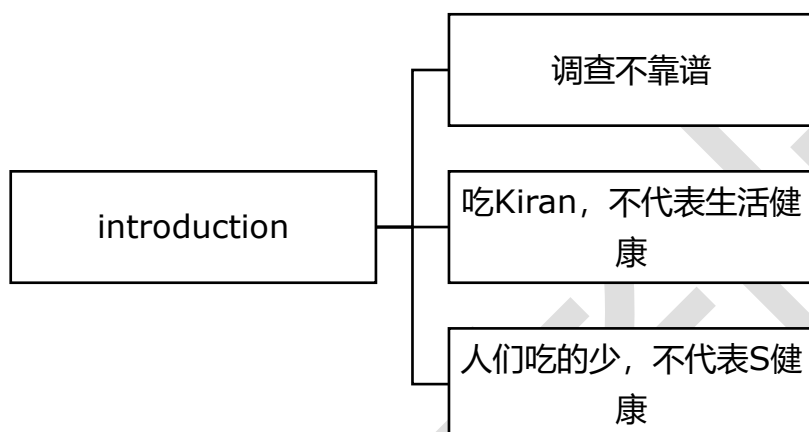 调查不靠谱
introduction
吃Kiran，不代表生活健
康
人们吃的少，不代表S健
康